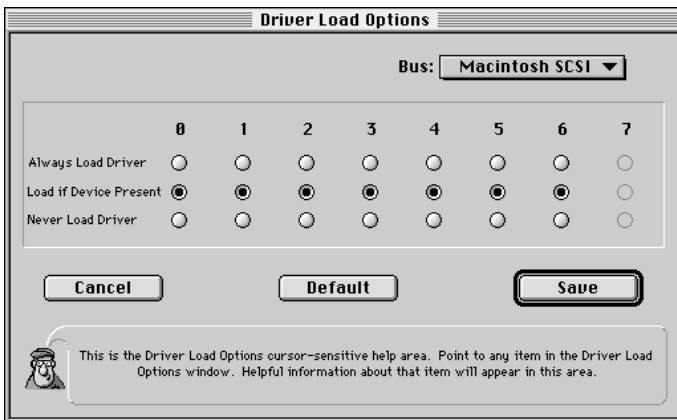 Driver Load Options
Bus: Macintosh SCSI
0 1 2 3 4 5 6 7
Always Load Driver
Load if Device Present
Never Load Driver
Cancel Default Save
This is the Driver Load Options cursor-sensitive help area. Point to any item in the Driver Load
Options window. Helpful information about that item will appear in this area.